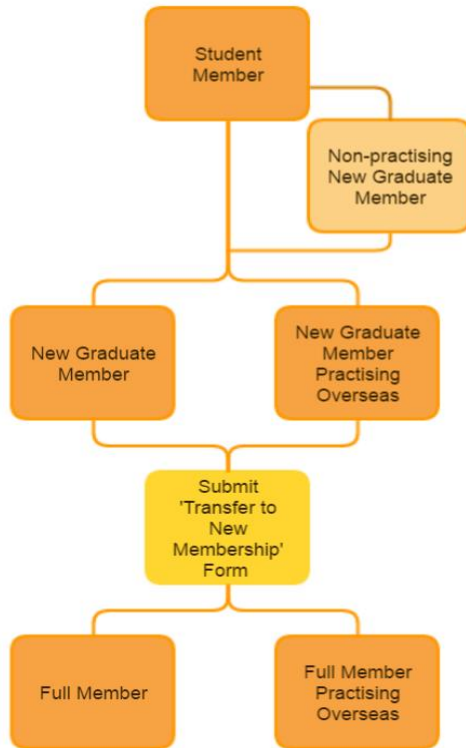 Student
Member
Non-practising
New Graduate
Member
New Graduate
Member
New Graduate
Member
Practising
Overseas
Submit
'Transfer to
New
Membership'
Form
Full Member
Full Member
Practising
Overseas